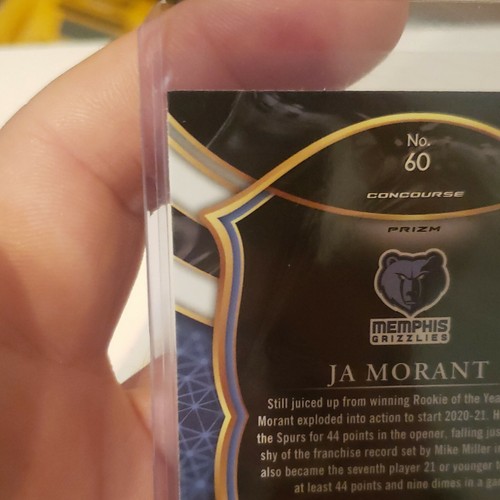 No.
60
CONCOURSE
PRIZM
MEMPHIS
GRIZZLIES
JA MORANT
Still juiced up from winning Rookie of the Yea
Morant exploded into action to start 2020-21. H
the Spurs for 44 points in the opener, falling jus
shy of the franchise record set by Mike Miller i
also became the seventh player 21 or younger t
at least 44 points and nine dimes in a ga